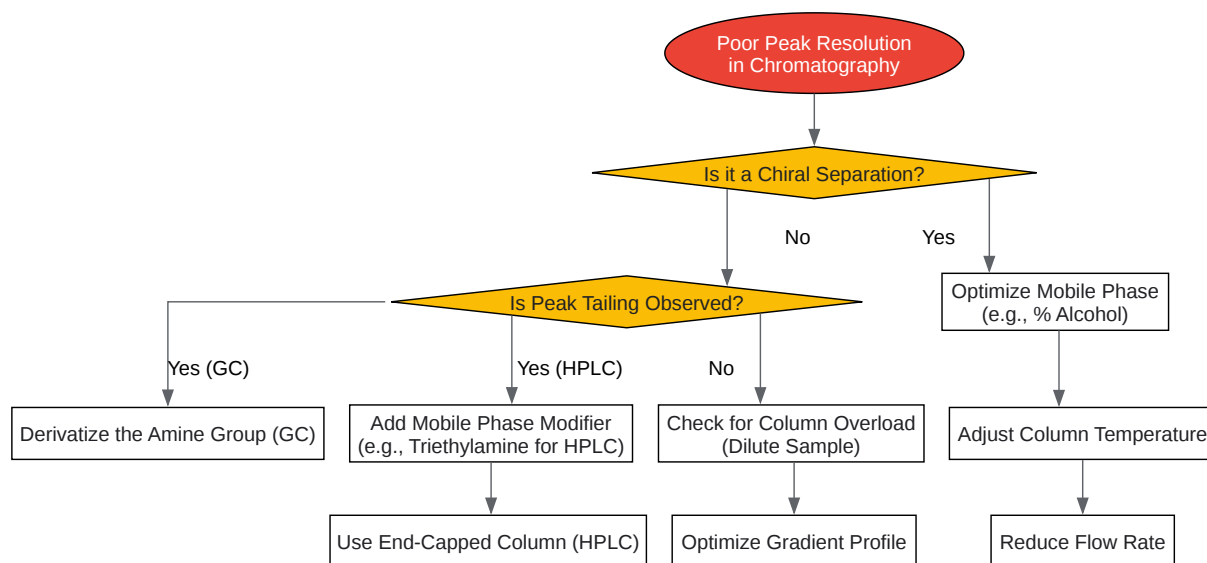 Poor Peak Resolution
in Chromatography
Is it a Chiral Separation?
No
Yes
Is Peak Tailing Observed?
Optimize Mobile Phase
(e.g., % Alcohol)
Yes (GC)
Yes (HPLC)
No
Derivatize the Amine Group (GC)
Add Mobile Phase Modifier
(e.g., Triethylamine for HPLC)
Check for Column Overload
(Dilute Sample)
Adjust Column Temperature
Use End-Capped Column (HPLC)
Optimize Gradient Profile
Reduce Flow Rate